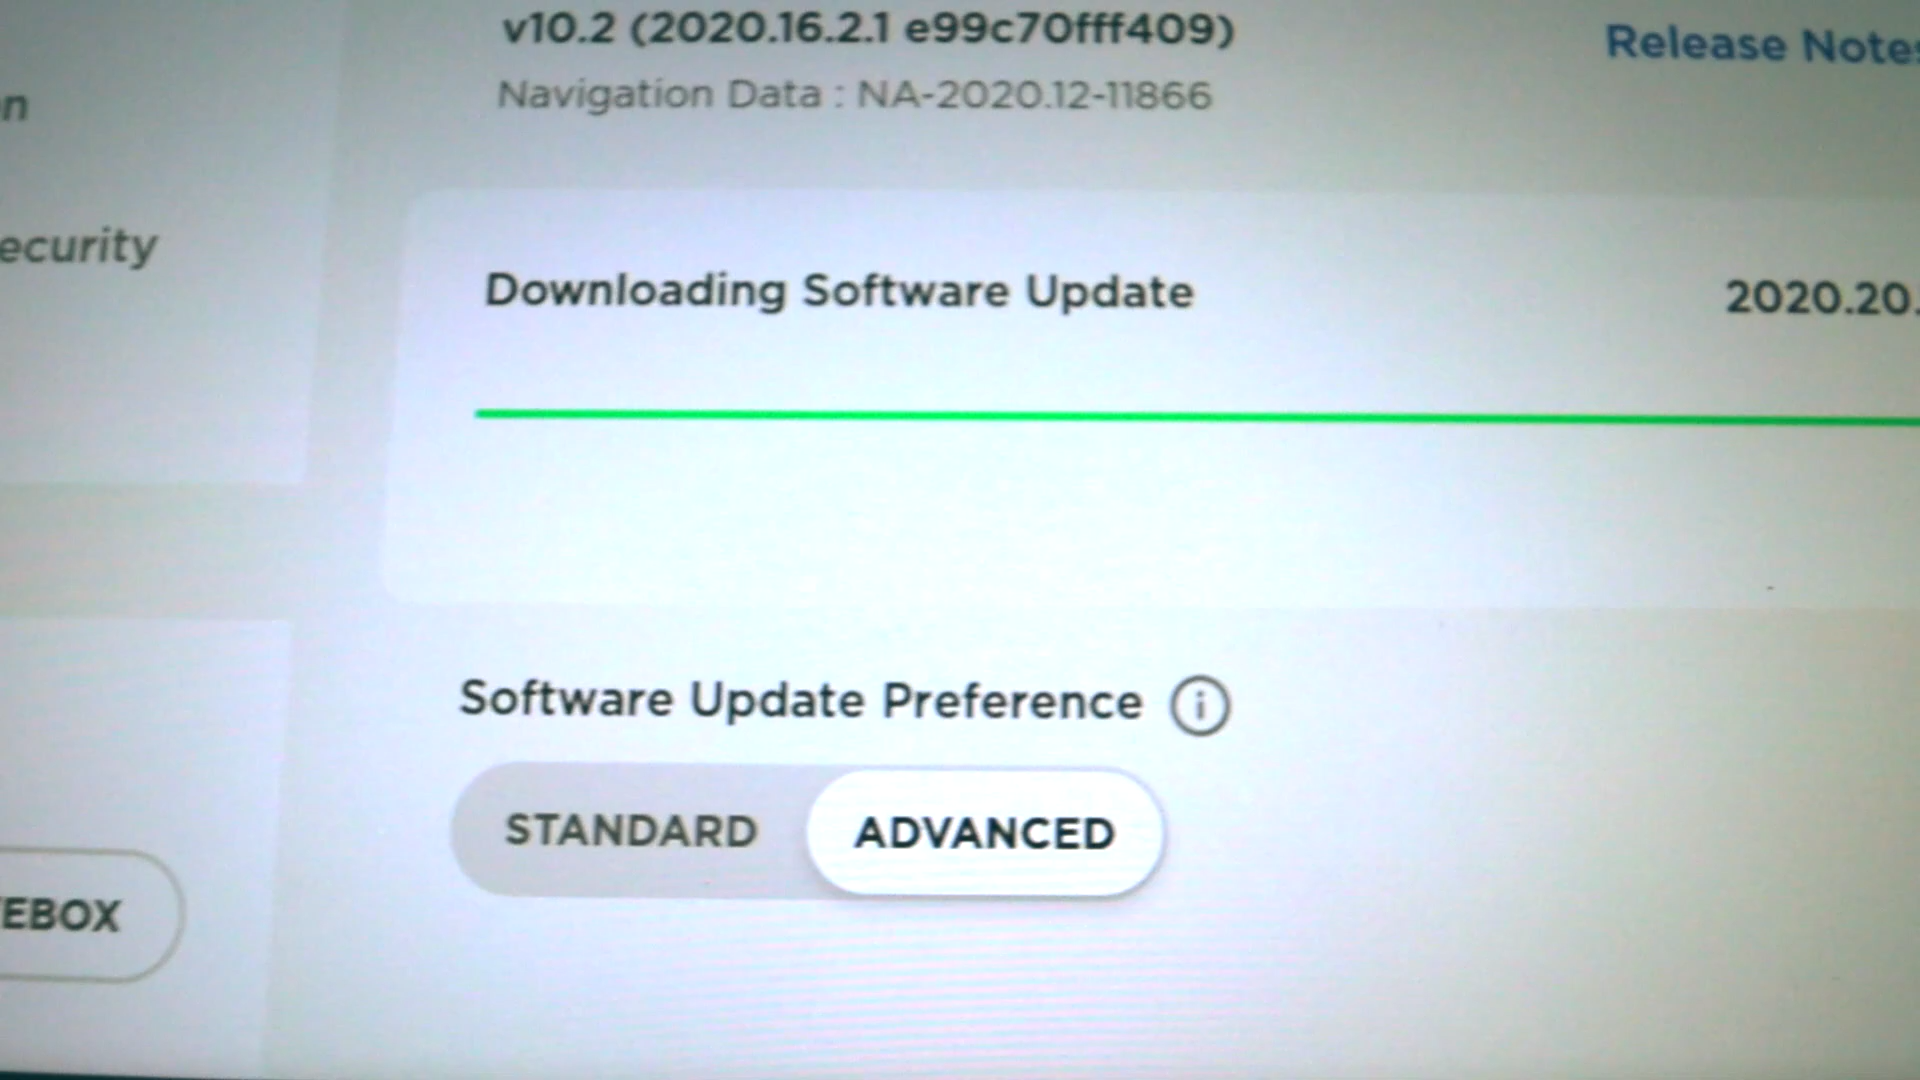 v10.2 (2020.16.2.1 e99c70fff409)
Release Notes
Navigation Data : NA-2020.12-11866
n
ecurity
Downloading Software Update
2020.20.
Software Update Preference i
STANDARD
ADVANCED
EBOX